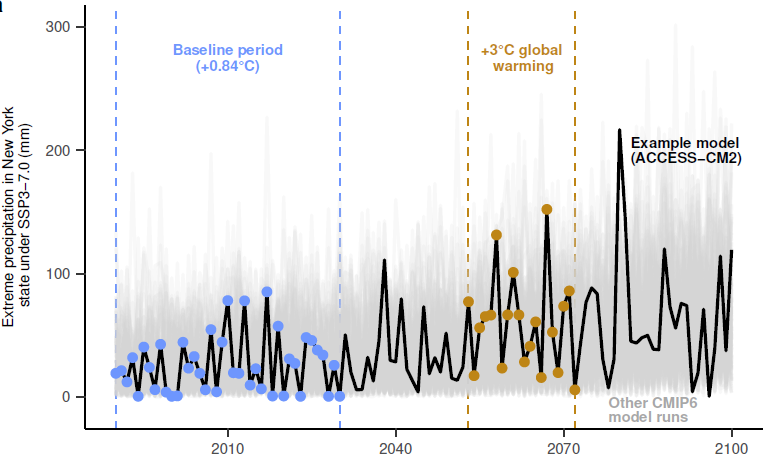 300
200
100
0
Extreme precipitation in New York
state under SSP3−7.0 (mm)
Baseline period
(+0.84°C)
+3°C global
warming
Example model
(ACCESS−CM2)
Other CMIP6
model runs
2010
2040
2070
2100